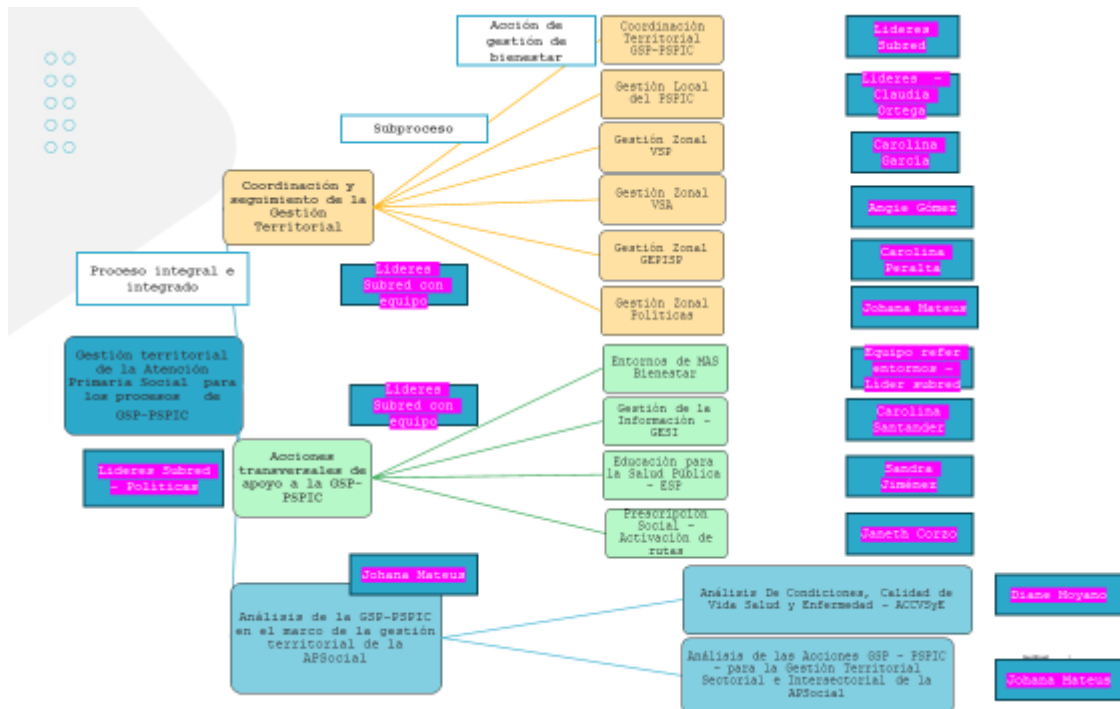 Acción de
gestión de
bienestar
Coordinación
Territorial
GSP-PSPIC
Lideres
Subred
Gestión Local
del PSPIC
Lideres -
Claudia
Ortega
Subproceso
Gestión Zonal
VSP
Carolina
García
Coordinación y
seguimiento de la
Gestión
Territorial
Gestión Zonal
VSA
Angie Gómez
Gestión Zonal
GEPISP
Carolina
Peralta
Proceso integral e
integrado
Lideres
Subred con
equipo
Gestión Zonal
Políticas
Johana Mateus
Gestión territorial
de la Atención
Primaria Social para
los procesos de
GSP-PSPIC
Entornos de MAS
Bienestar
Equipo refer
entornos -
Lider subred
Lideres
Subred con
equipo
Gestión de la
Información -
GESI
Carolina
Santander
Acciones
transversales de
apoyo a la GSP-
PSPIC
Lideres Subred
- Políticas
Educación para
la Salud Pública
- ESP
Sandra
Jiménez
Prescripción
Social -
Activación de
rutas
Janeth Corzo
Johana Mateus
Análisis de la GSP-PSPIC
en el marco de la gestión
territorial de la
APSocial
Análisis De Condiciones, Calidad de
Vida Salud y Enfermedad - ACCVSyE
Diane Moyano
Análisis de las Acciones GSP - PSPIC
- para la Gestión Territorial
Sectorial e Intersectorial de la
APSocial
Johana Mateus